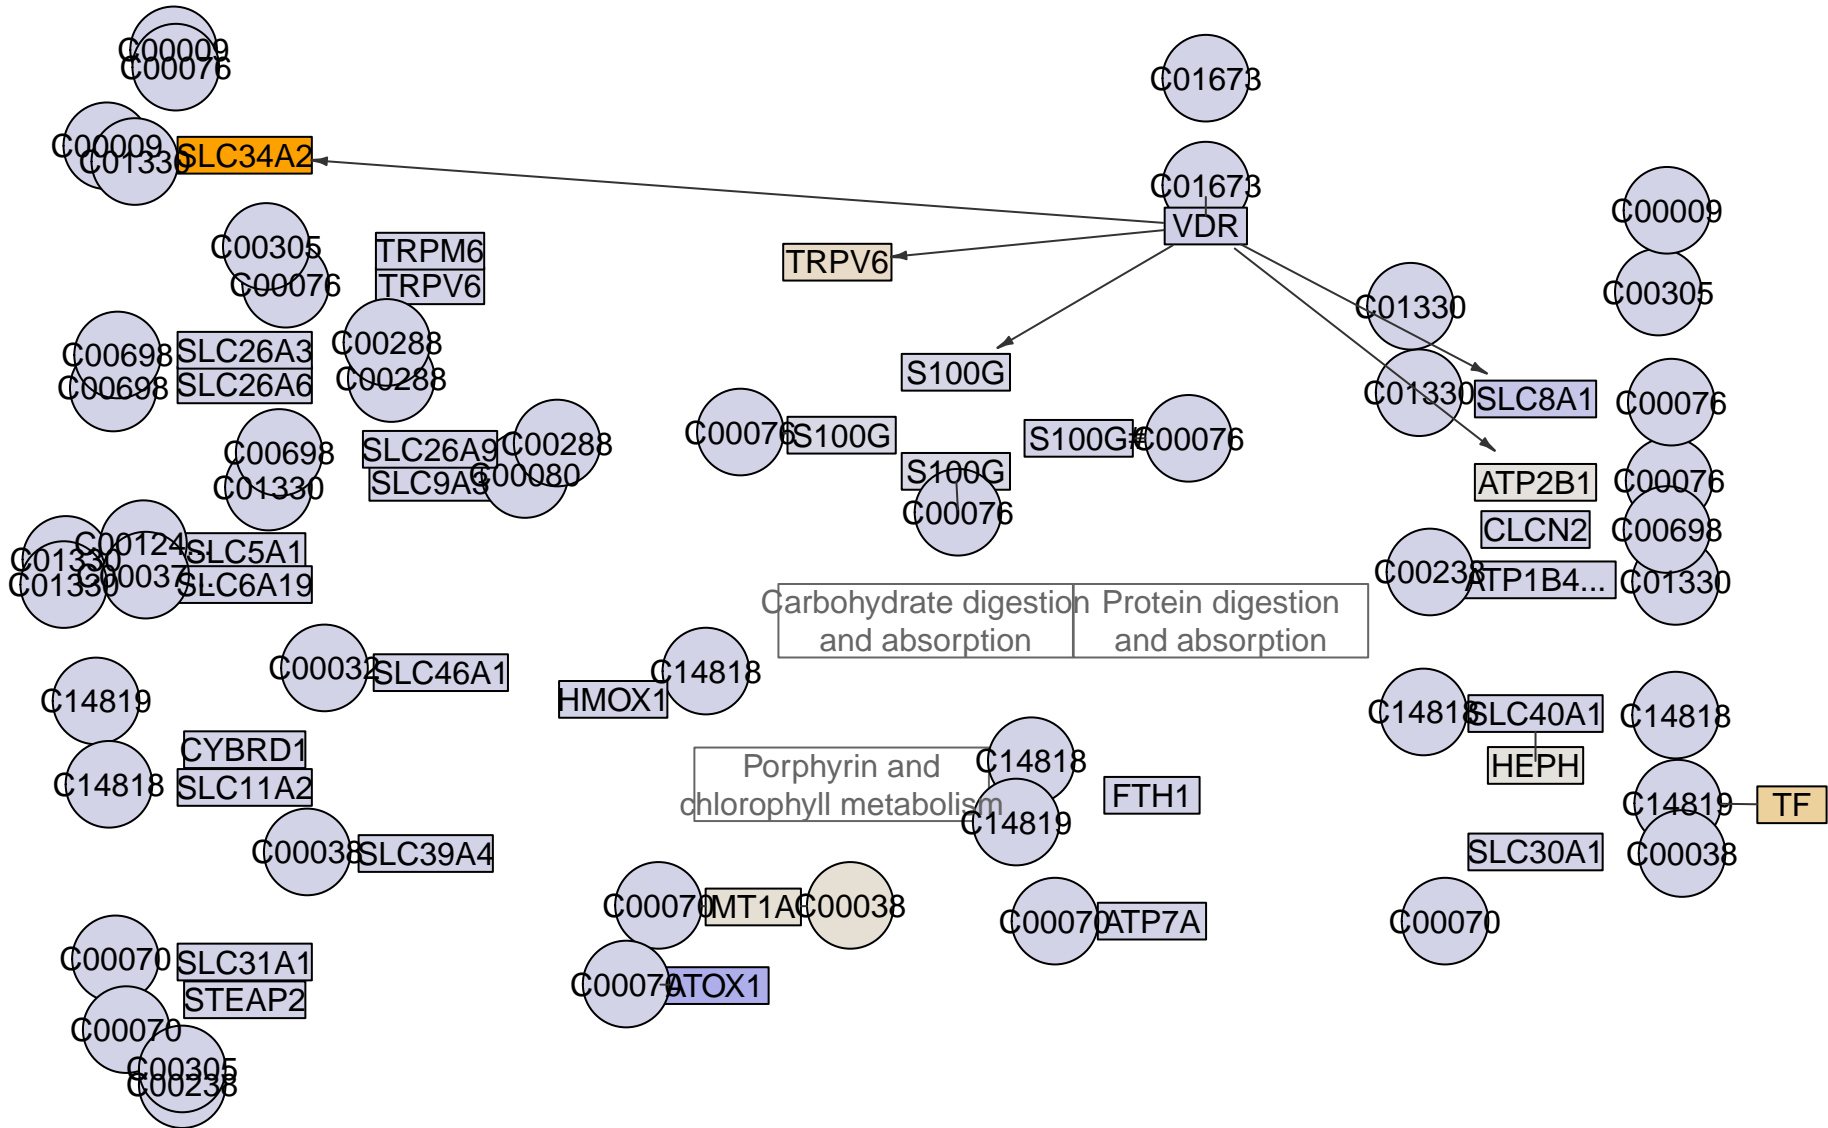 C00009
C00076
C01673
C00009
C01330
SLC34A2
C01673
VDR
C00009
C00305
C00076
TRPM6
TRPV6
TRPV6
C01330
C00305
C00698
C00698
SLC26A3
SLC26A6
C00288
C00288
S100G
C01330
SLC8A1
C00076
C00698
C01330
SLC26A9
SLC9A3
C00288
C00080
C00076
S100G
S100G
C00076
S100G#
C00076
ATP2B1
C00076
CLCN2
C00698
C01330
C01330
C00124...
C00037...
SLC5A1
SLC6A19
C00238
ATP1B4...
C01330
Carbohydrate digestion
and absorption
Protein digestion
and absorption
C00032
SLC46A1
HMOX1
C14818
C14819
C14818
CYBRD1
SLC11A2
C14818
SLC40A1
HEPH
C14818
Porphyrin and
chlorophyll metabolism
C14818
C14819
FTH1
C14819
TF
C00038
SLC39A4
SLC30A1
C00038
C00070
MT1A
C00038
C00070
ATP7A
C00070
C00070
SLC31A1
STEAP2
C00070
ATOX1
C00070
C00305
C00238